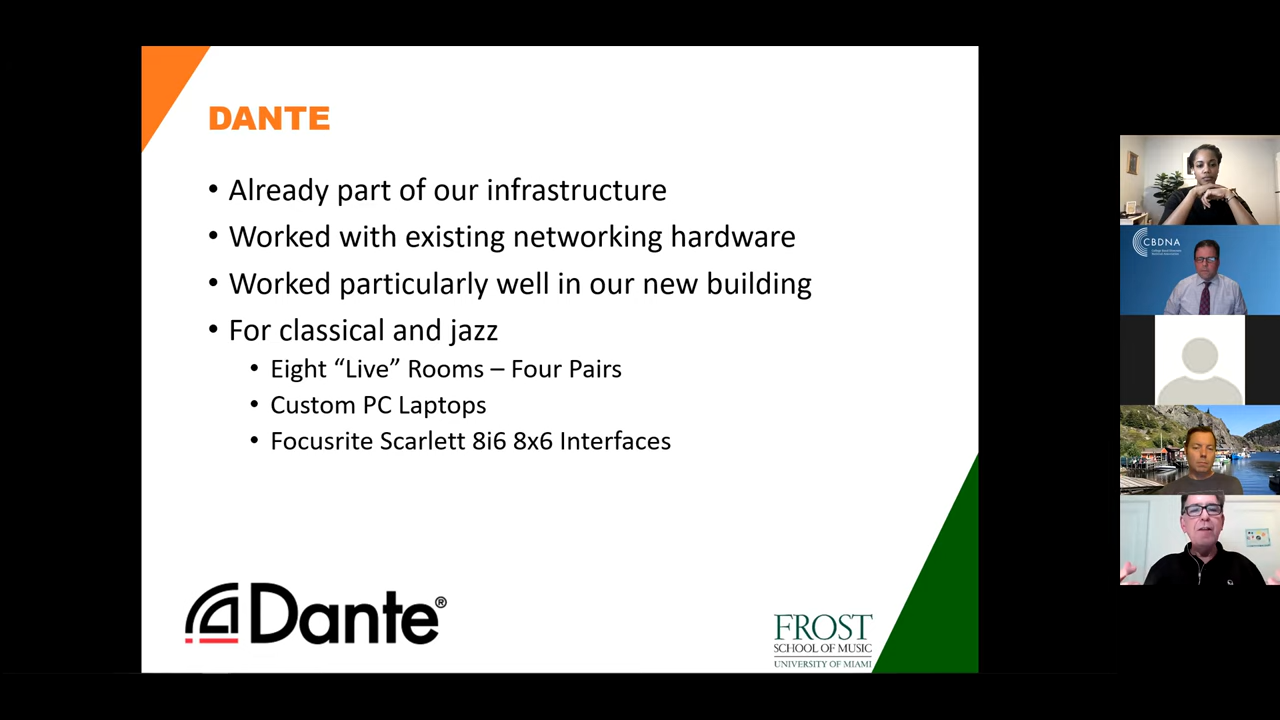 DANTE
• Already part of our infrastructure
• Worked with existing networking hardware
• Worked particularly well in our new building
• For classical and jazz
• Eight “Live” Rooms – Four Pairs
• Custom PC Laptops
• Focusrite Scarlett 8i6 8x6 Interfaces
Dante®
FROST
SCHOOL OF MUSIC
UNIVERSITY OF MIAMI
CBDNA